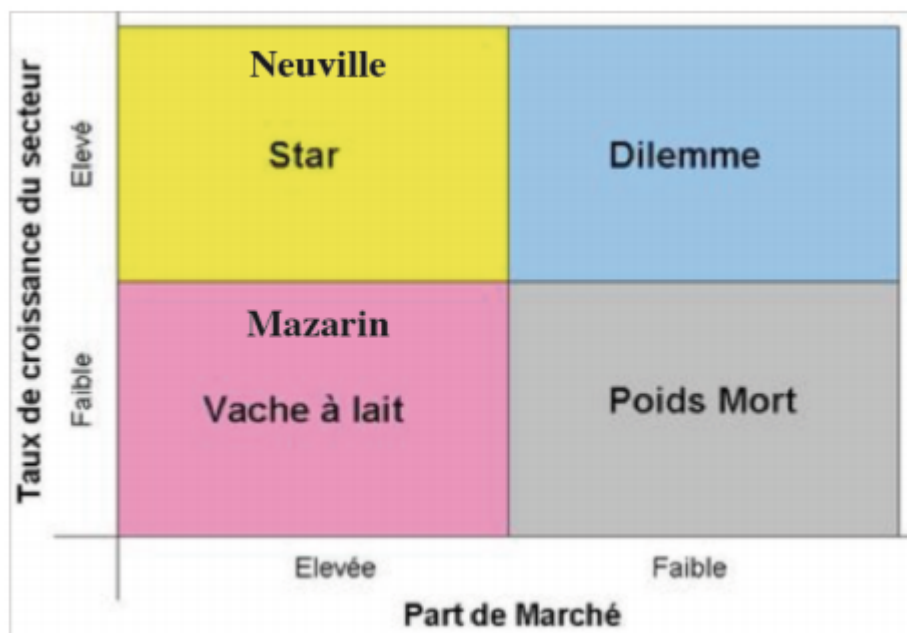 Taux de croissance du secteur
Elevé
Faible
Neuville
Star
Dilemme
Mazarin
Vache à lait
Poids Mort
Elevée
Faible
Part de Marché